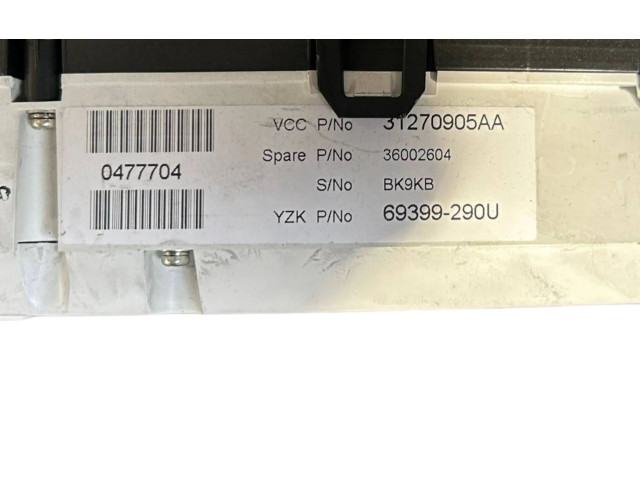 VCC P/No 31270905AA
Spare P/No 36002604
0477704
S/No BK9KB
YZK P/No 69399-290U